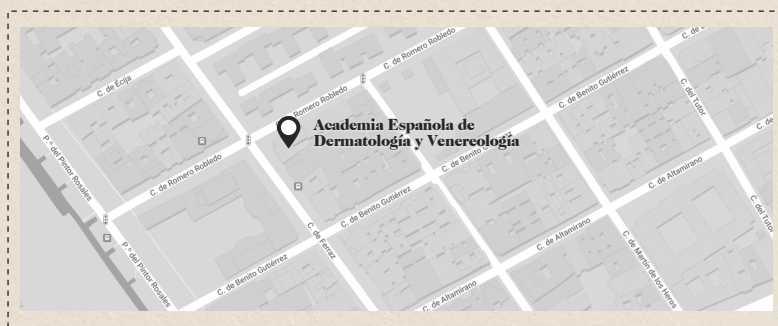 C. de Romero Robledo
C. de
C. de Écija
C. de Benito Gutiérrez
C. del Tutor
Romero Robledo
Academia Española de
Dermatología y Venereología
C. de
P.º del Pintor Rosales
C. de Benito
C. de Romero Robledo
C. de Altamirano
C. de Benito Gutiérrez
C. del Tutor
C. de Ferraz
C. de Altamirano
C. de Martín de los Heros
P.º del Pintor Rosales
C. de Benito Gutiérrez
C. de Altamirano